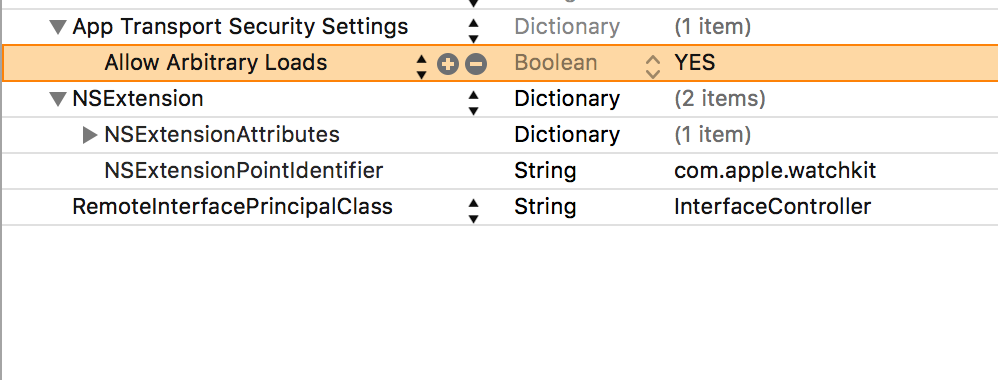 App Transport Security Settings Dictionary (1 item)
Allow Arbitrary Loads Boolean YES
NSExtension Dictionary (2 items)
NSExtensionAttributes Dictionary (1 item)
NSExtensionPointIdentifier String com.apple.watchkit
RemoteInterfacePrincipalClass String InterfaceController